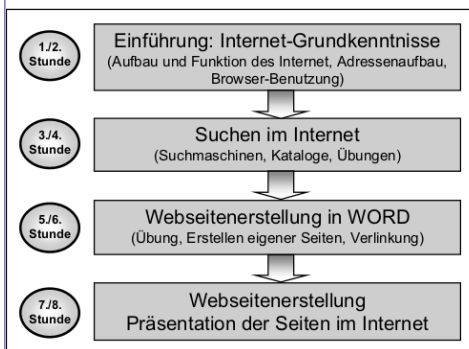 1./2.
Stunde
Einführung: Internet-Grundkenntnisse
(Aufbau und Funktion des Internet, Adressenaufbau,
Browser-Benutzung)
3./4.
Stunde
Suchen im Internet
(Suchmaschinen, Kataloge, Übungen)
5./6.
Stunde
Webseitenerstellung in WORD
(Übung, Erstellen eigener Seiten, Verlinkung)
7./8.
Stunde
Webseitenerstellung
Präsentation der Seiten im Internet